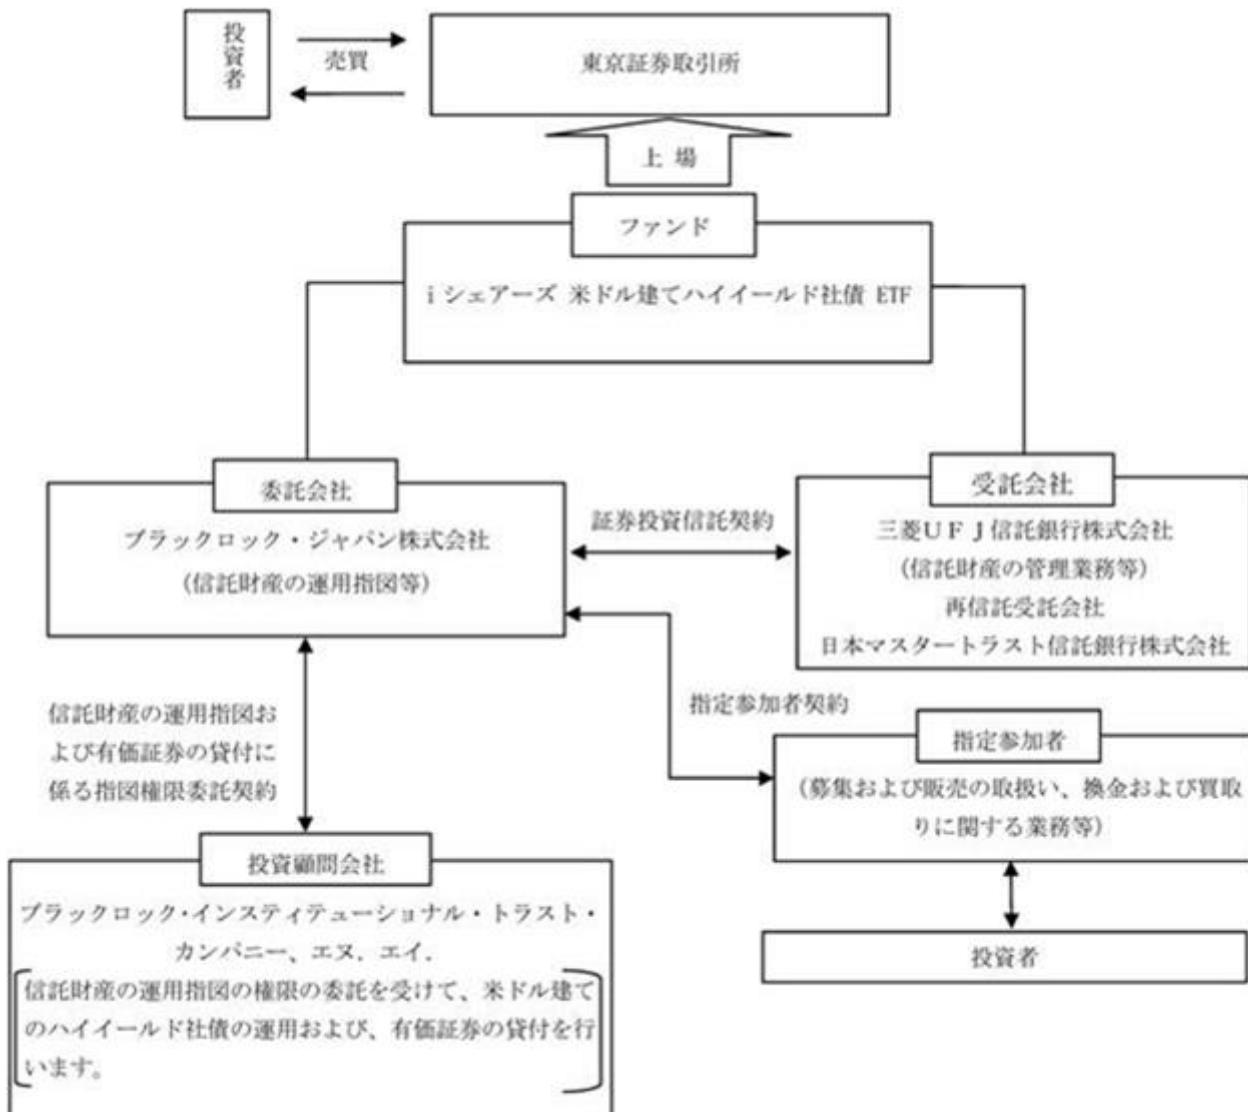 投資者
売買
東京証券取引所
上 場
ファンド
i シェアーズ 米ドル建てハイイールド社債 ETF
委託会社
ブラックロック・ジャパン株式会社
(信託財産の運用指図等)
証券投資信託契約
受託会社
三菱UFJ信託銀行株式会社
(信託財産の管理業務等)
再信託受託会社
日本マスタートラスト信託銀行株式会社
信託財産の運用指図お
よび有価証券の貸付に
係る指図権限委託契約
指定参加者契約
指定参加者
(募集および販売の取扱い、換金および買取
りに関する業務等)
投資者
投資顧問会社
ブラックロック・インスティテューショナル・トラスト・
カンパニー、エヌ．エイ．
信託財産の運用指図の権限の委託を受けて、米ドル建て
のハイイールド社債の運用および、有価証券の貸付を行
います。